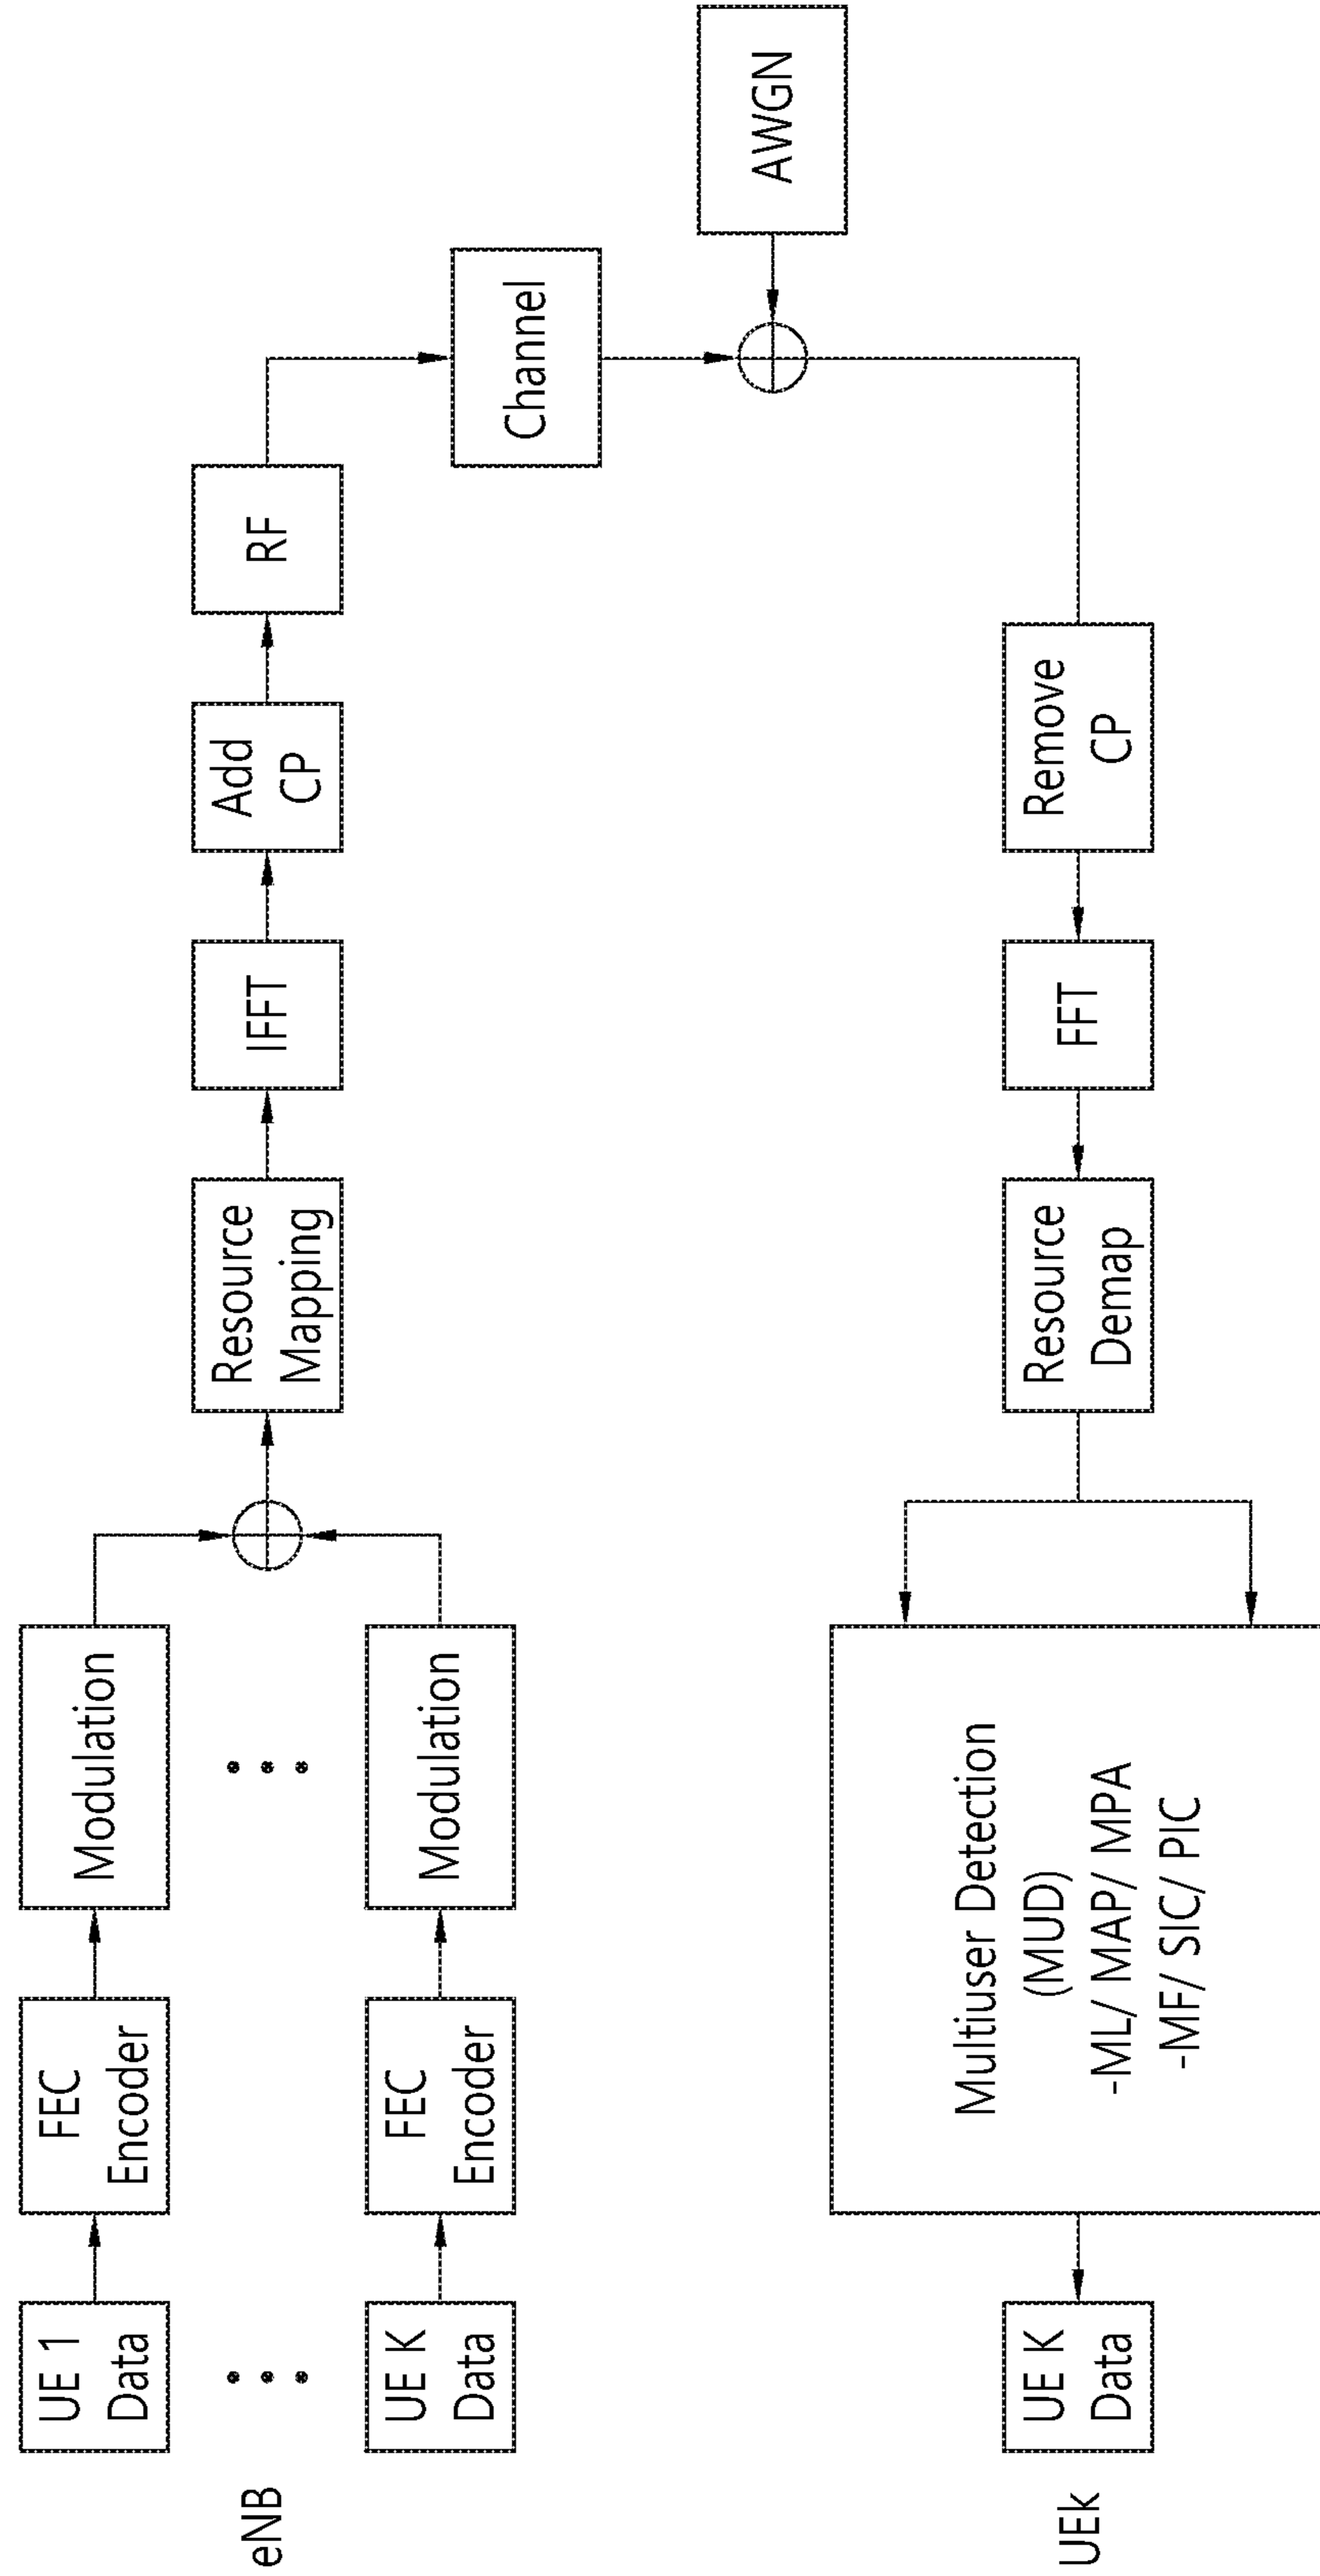 eNB
UE 1
Data
FEC
Encoder
Modulation
UE K
Data
FEC
Encoder
Modulation
Resource
Mapping
IFFT
Add
CP
RF
Channel
AWGN
Remove
CP
FFT
Resource
Demap
Multiuser Detection
(MUD)
-ML/ MAP/ MPA
-MF/ SIC/ PIC
UE K
Data
UEk